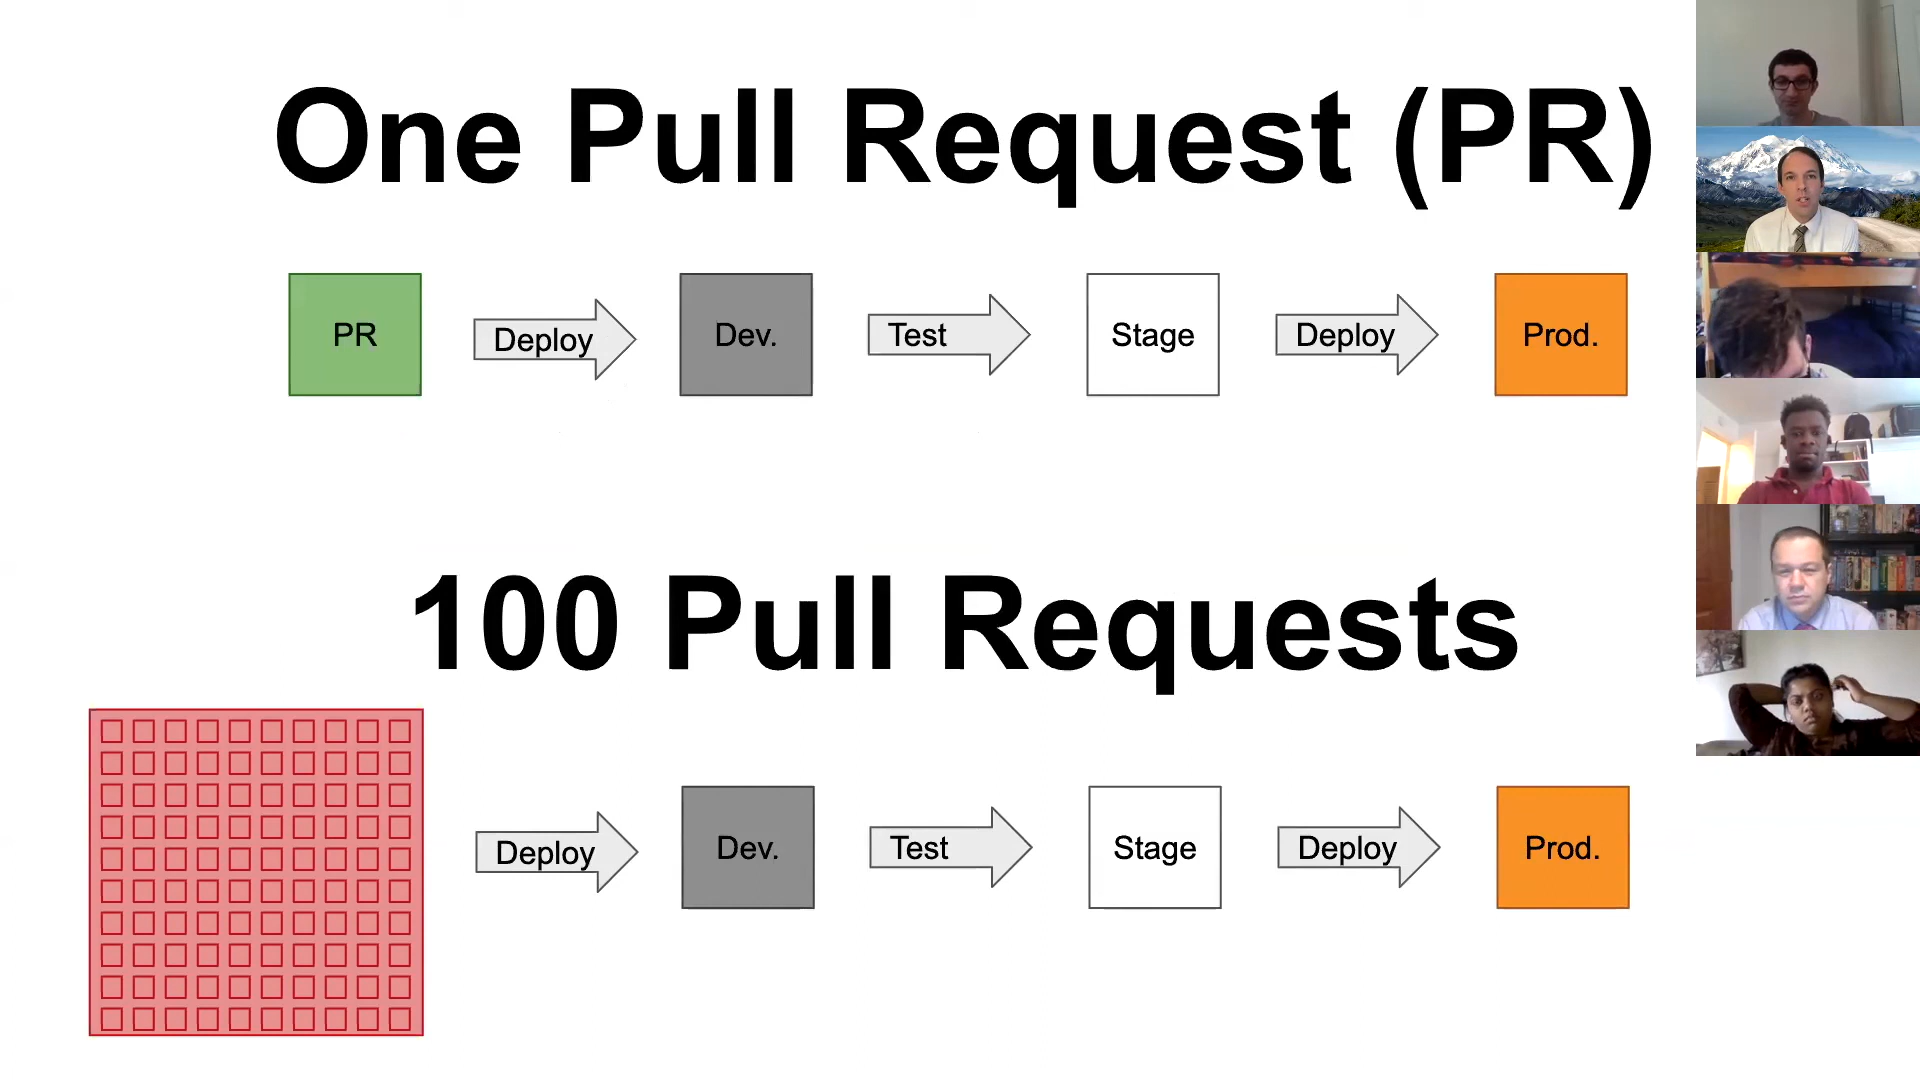 One Pull Request (PR)
PR
Deploy
Dev.
Test
Stage
Deploy
Prod.
100 Pull Requests
Deploy
Dev.
Test
Stage
Deploy
Prod.